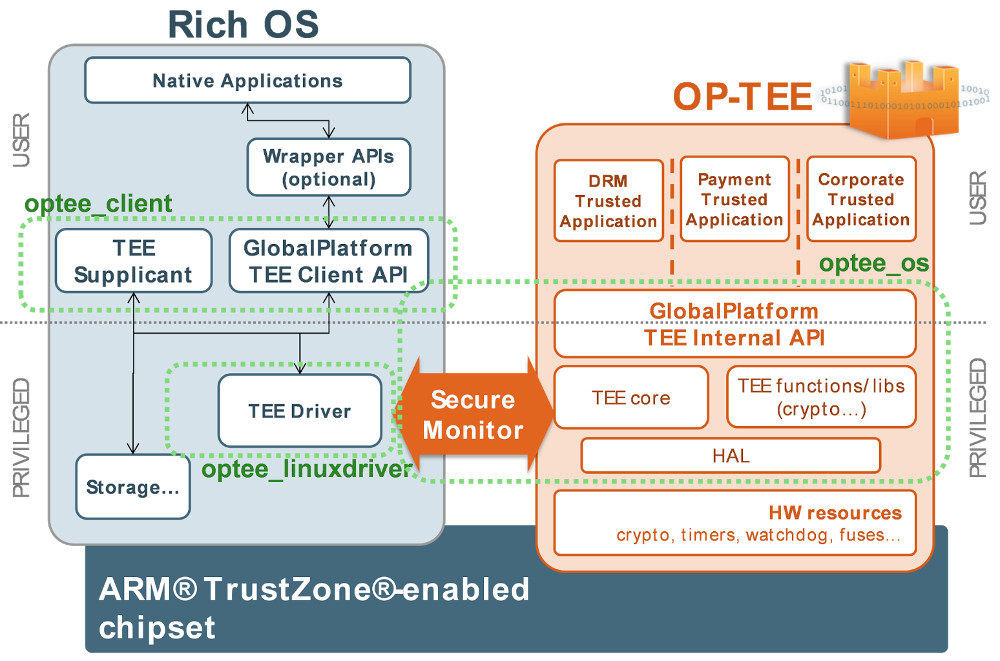 Rich OS
Native Applications
Wrapper APIs
(optional)
optee_client
TEE
Supplicant
GlobalPlatform
TEE Client API
TEE Driver
optee_linuxdriver
Storage...
USER
PRIVILEGED
Secure
Monitor
OP-TEE
10101
10010
01100111010001010100010101001
DRM
Trusted
Application
Payment
Trusted
Application
Corporate
Trusted
Application
optee_os
GlobalPlatform
TEE Internal API
TEE core
TEE functions/libs
(crypto...)
HAL
HW resources
crypto, timers, watchdog, fuses...
USER
PRIVILEGED
ARM® TrustZone®-enabled
chipset